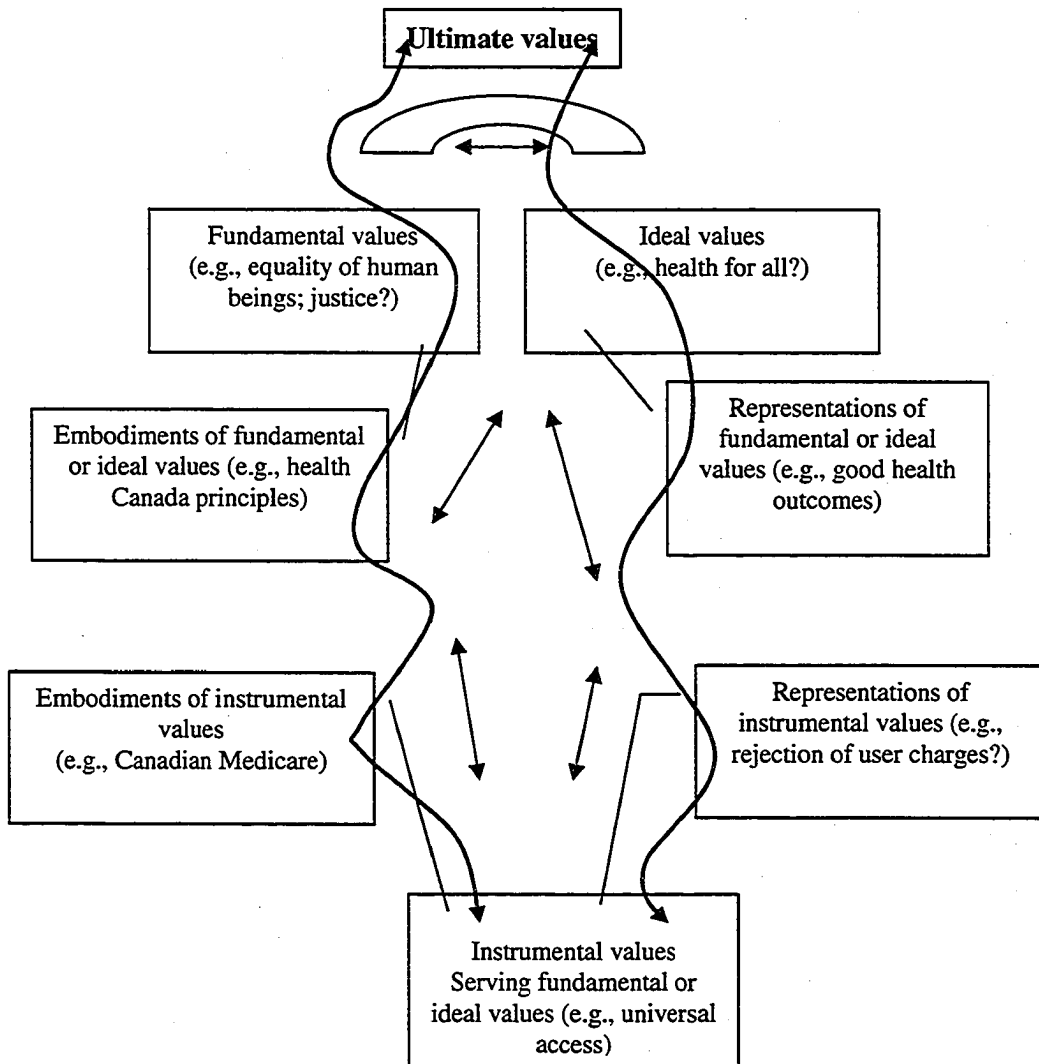 Ultimate values
Fundamental values
(e.g., equality of human
beings; justice?)
Ideal values
(e.g., health for all?)
Embodiments of fundamental
or ideal values (e.g., health
Canada principles)
Representations of
fundamental or ideal
values (e.g., good health
outcomes)
Embodiments of instrumental
values
(e.g., Canadian Medicare)
Representations of
instrumental values (e.g.,
rejection of user charges?)
Instrumental values
Serving fundamental or
ideal values (e.g., universal
access)